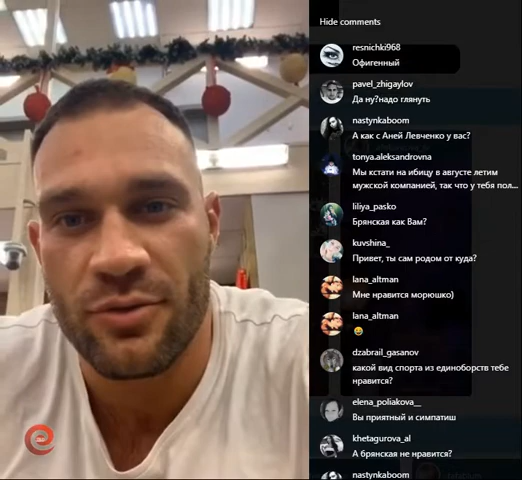 Hide comments
resnichki968
Офигенный
pavel_zhigaylov
Да ну?надо глянуть
nastynkaboom
А как с Аней Левченко у вас?
tonya.aleksandrovna
Мы кстати на ибицу в августе летим
мужской компанией, так что у тебя пол...
liliya_pasko
Брянская как Вам?
kuvshina_
Привет, ты сам родом от куда?
lana_altman
Мне нравится морюшко)
lana_altman
😄
dzabrail_gasanov
какой вид спорта из единоборств тебе
нравится?
elena_poliakova__
Вы приятный и симпатиш
khetagurova_al
А брянская не нравится?
nastynkaboom